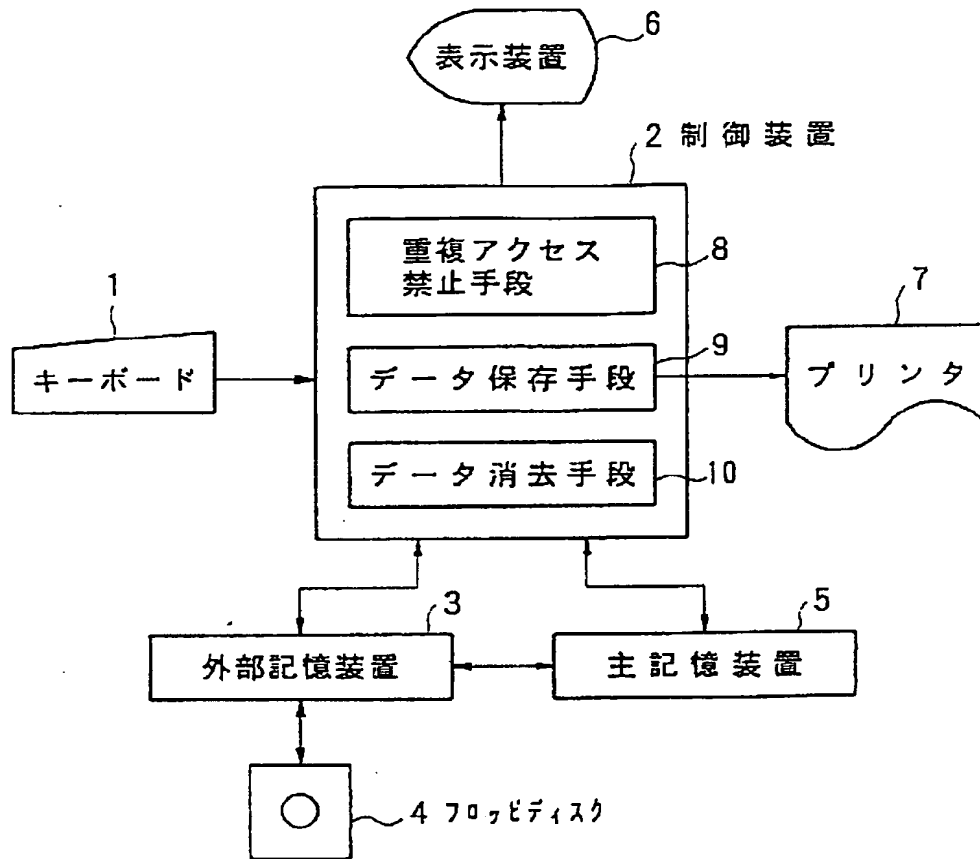 6
表示装置
2 制御装置
重複アクセス
禁止手段
8
1
キーボード
データ保存手段
9
7
プリンタ
データ消去手段
10
3
外部記憶装置
5
主記憶装置
4 フロッピディスク